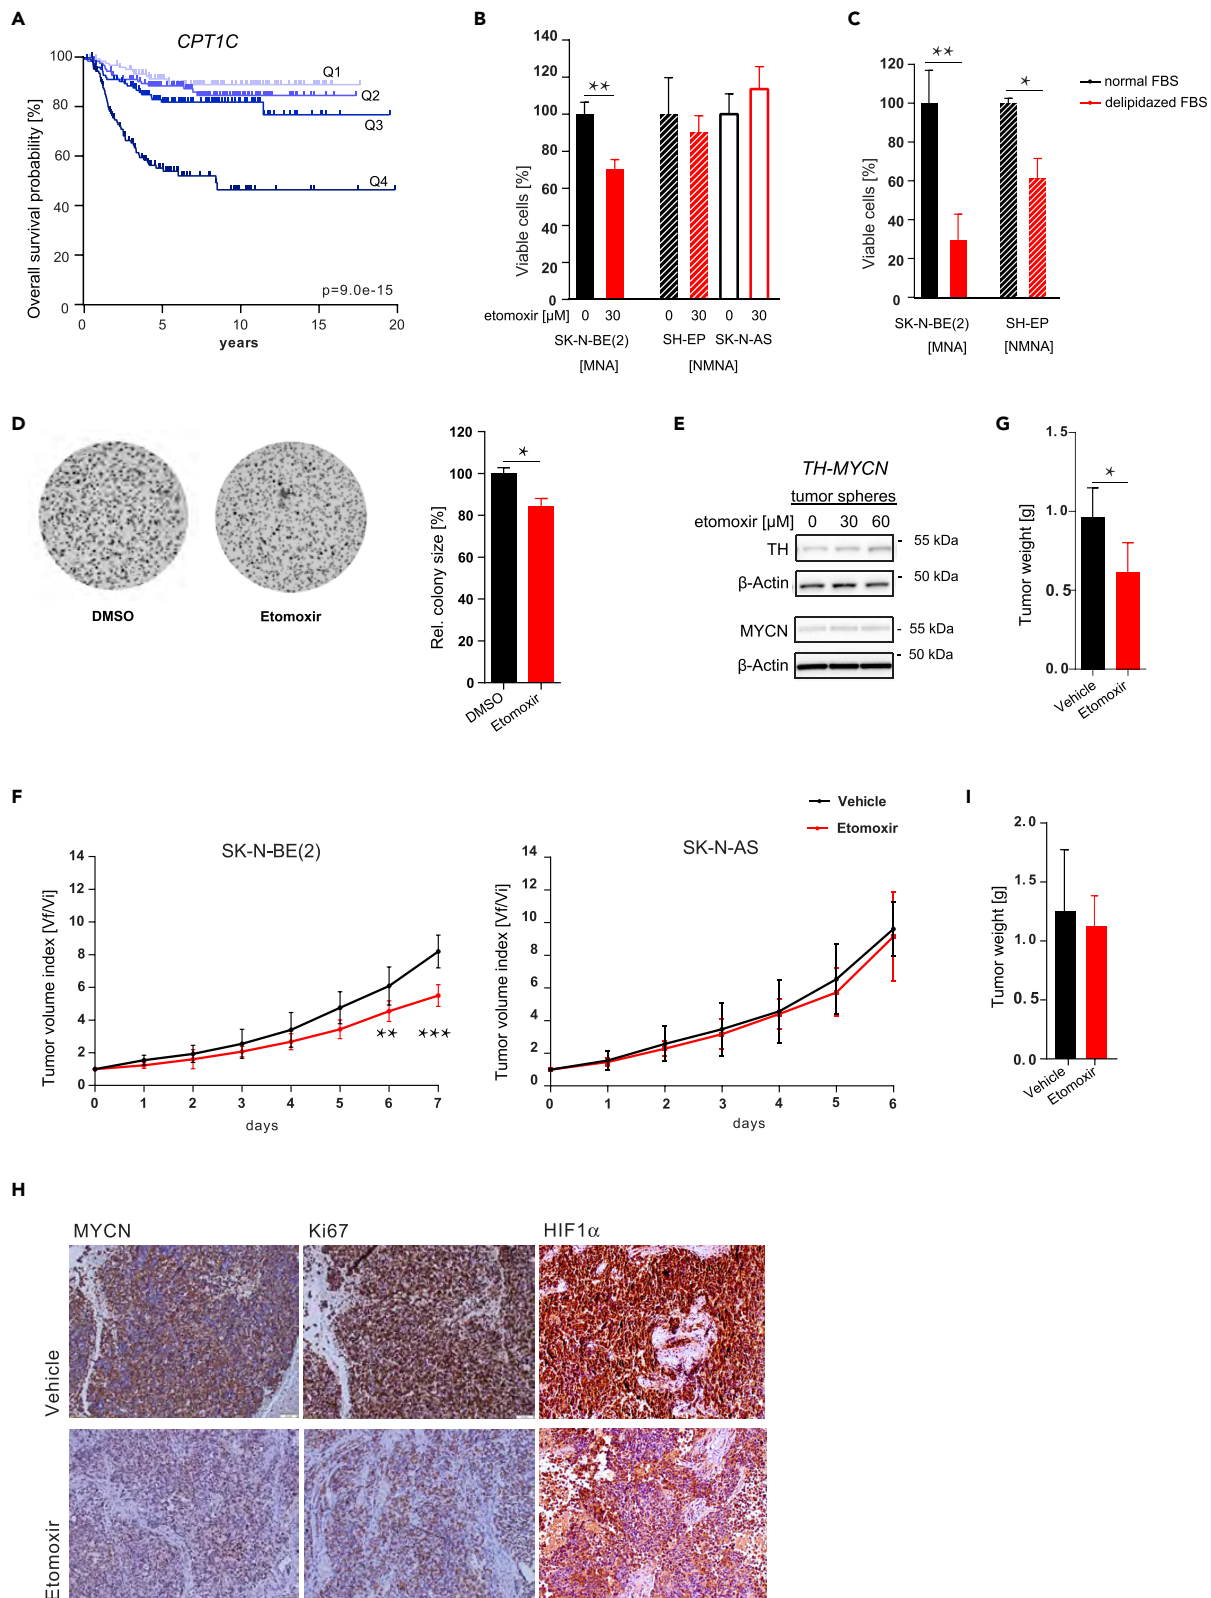 A
CPT1C
Overall survival probability [%]
100
80
60
40
20
0
Q1
Q2
Q3
Q4
p=9.0e-15
0 5 10 15 20
years
B
Viable cells [%]
140
120
100
80
60
40
20
0
**
etomoxir [µM] 0 30 0 30 0 30
SK-N-BE(2) SH-EP SK-N-AS
[MNA] [NMNA]
C
Viable cells [%]
120
100
80
60
40
20
0
**
*
normal FBS
delipidazed FBS
SK-N-BE(2) SH-EP
[MNA] [NMNA]
D
DMSO Etomoxir
Rel. colony size [%]
120
100
80
60
40
20
0
*
DMSO
Etomoxir
E
TH-MYCN
tumor spheres
etomoxir [µM] 0 30 60
TH - 55 kDa
β-Actin - 50 kDa
MYCN - 55 kDa
β-Actin - 50 kDa
G
Tumor weight [g]
1.5
1.0
0.5
0.0
*
Vehicle
Etomoxir
F
Vehicle
Etomoxir
SK-N-BE(2)
Tumor volume index [Vf/Vi]
14
12
10
8
6
4
2
0
** ***
0 1 2 3 4 5 6 7
days
SK-N-AS
Tumor volume index [Vf/Vi]
14
12
10
8
6
4
2
0
0 1 2 3 4 5 6
days
I
Tumor weight [g]
2.0
1.5
1.0
0.5
0.0
Vehicle
Etomoxir
H
MYCN Ki67 HIF1α
Vehicle
Etomoxir